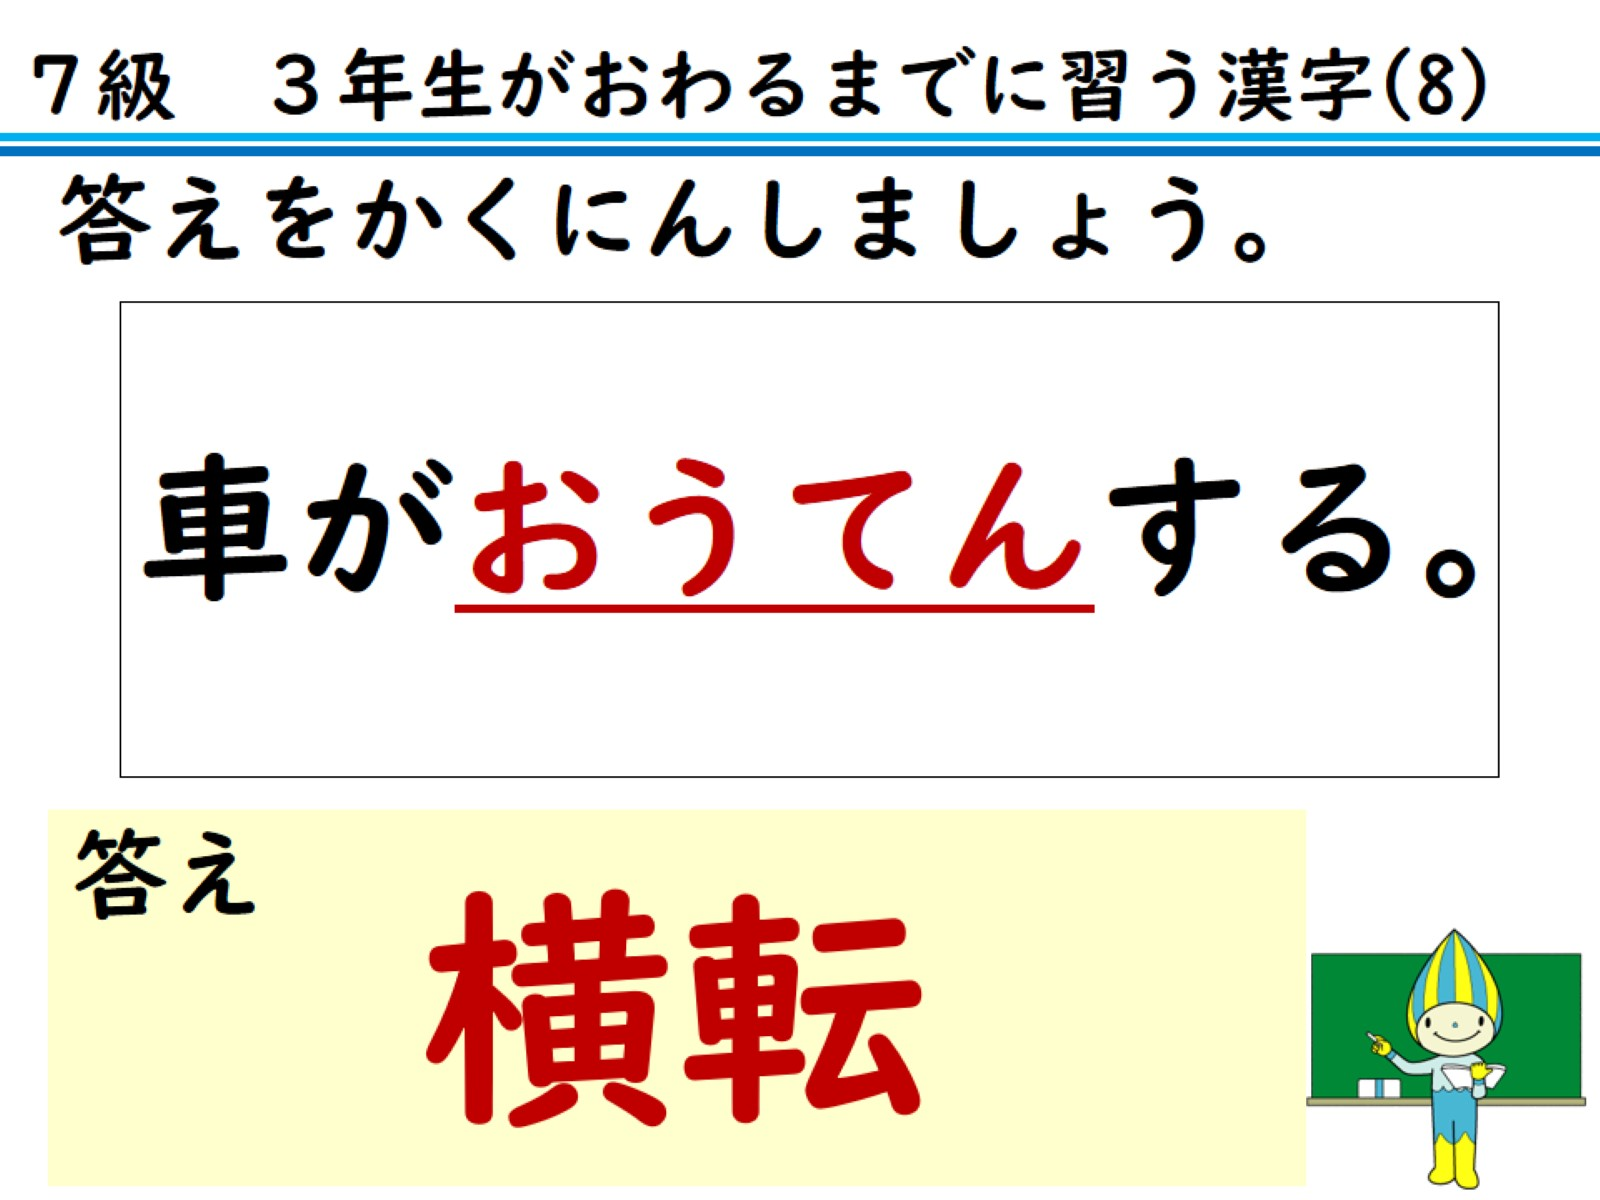 ７級　３年生がおわるまでに習う漢字(8)
答えをかくにんしましょう。
車がおうてんする。
答え
横転